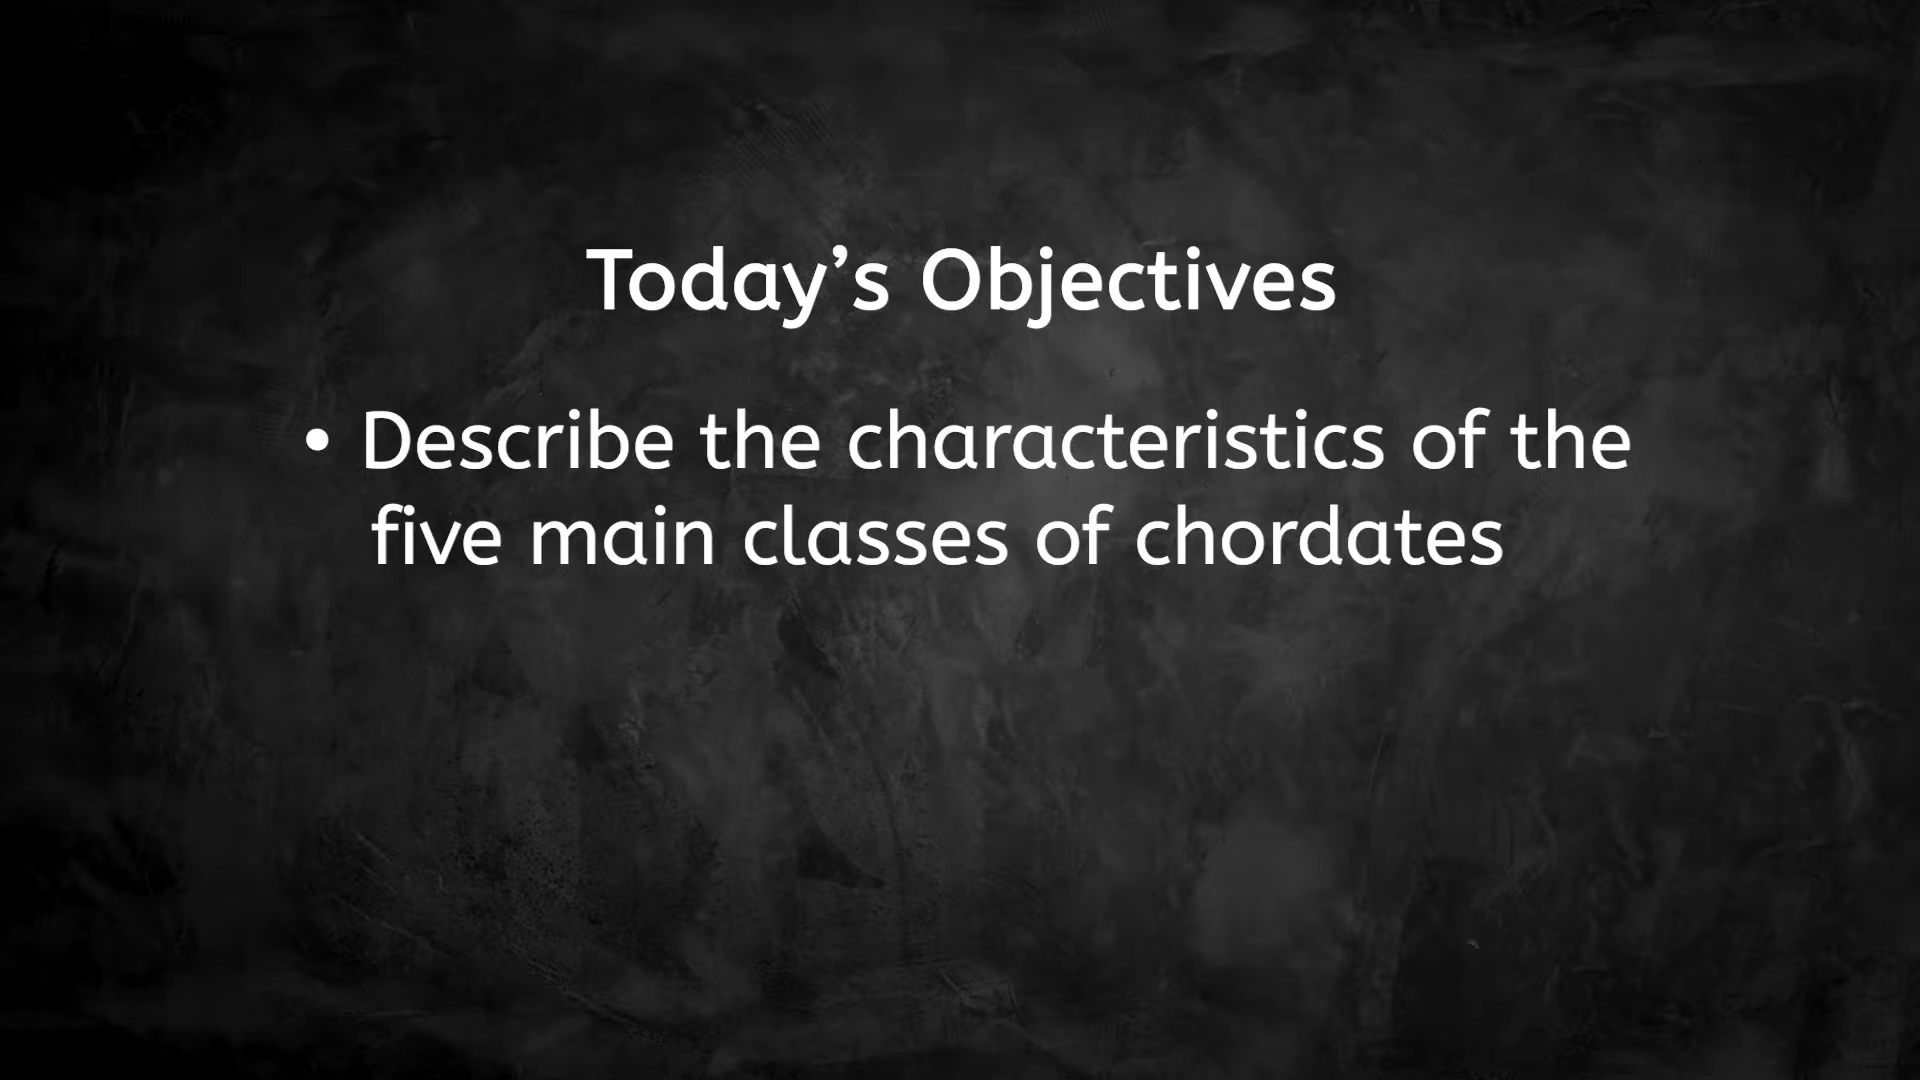 Today’s Objectives
• Describe the characteristics of the
five main classes of chordates